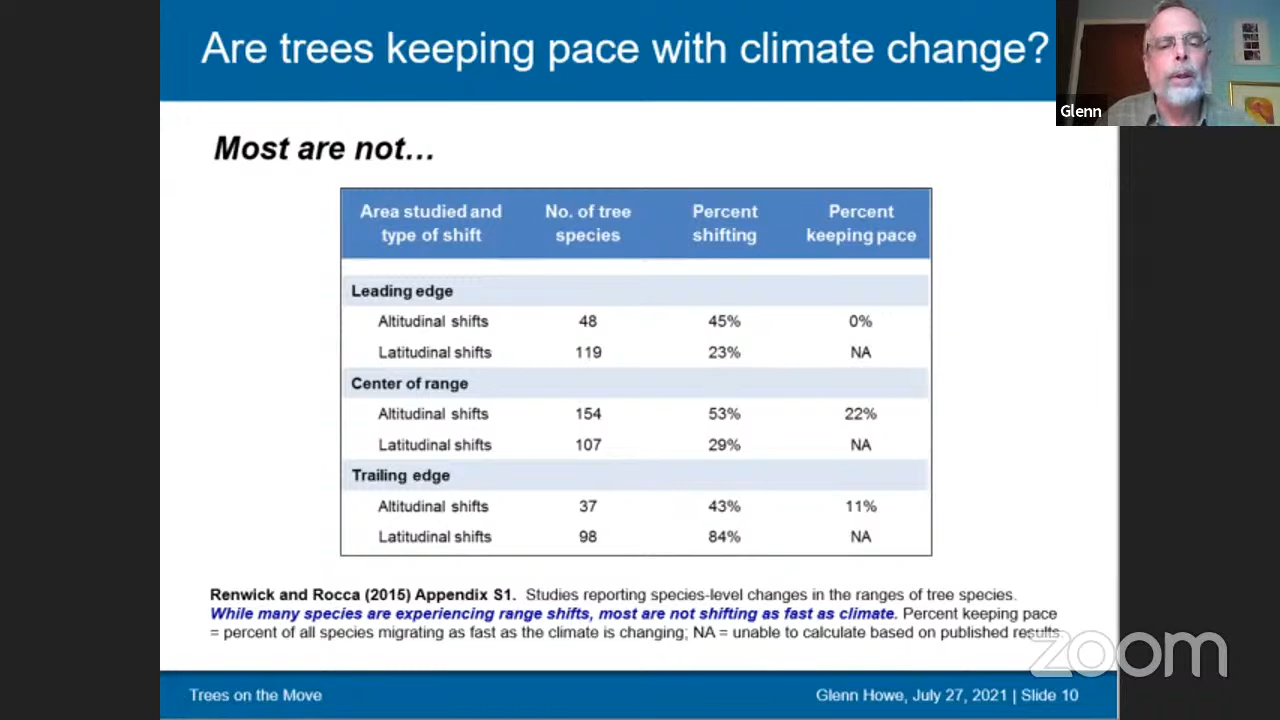 Are trees keeping pace with climate change?
Glenn
Most are not...
Area studied and type of shift No. of tree species Percent shifting Percent keeping pace
Leading edge
Altitudinal shifts 48 45% 0%
Latitudinal shifts 119 23% NA
Center of range
Altitudinal shifts 154 53% 22%
Latitudinal shifts 107 29% NA
Trailing edge
Altitudinal shifts 37 43% 11%
Latitudinal shifts 98 84% NA
Renwick and Rocca (2015) Appendix S1. Studies reporting species-level changes in the ranges of tree species.
While many species are experiencing range shifts, most are not shifting as fast as climate. Percent keeping pace
= percent of all species migrating as fast as the climate is changing; NA = unable to calculate based on published results.
zoom
Trees on the Move Glenn Howe, July 27, 2021 | Slide 10